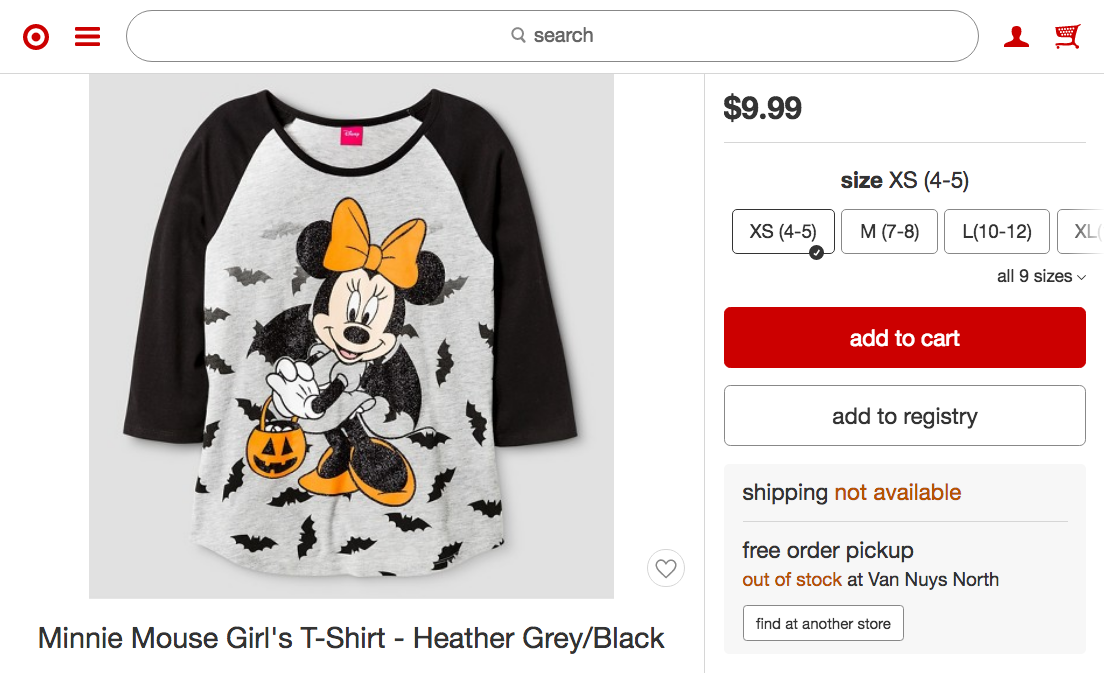 search
Disney
$9.99
size XS (4-5)
XS (4-5)
M (7-8)
L(10-12)
XL(
all 9 sizes
add to cart
add to registry
shipping not available
free order pickup
out of stock at Van Nuys North
find at another store
Minnie Mouse Girl's T-Shirt - Heather Grey/Black